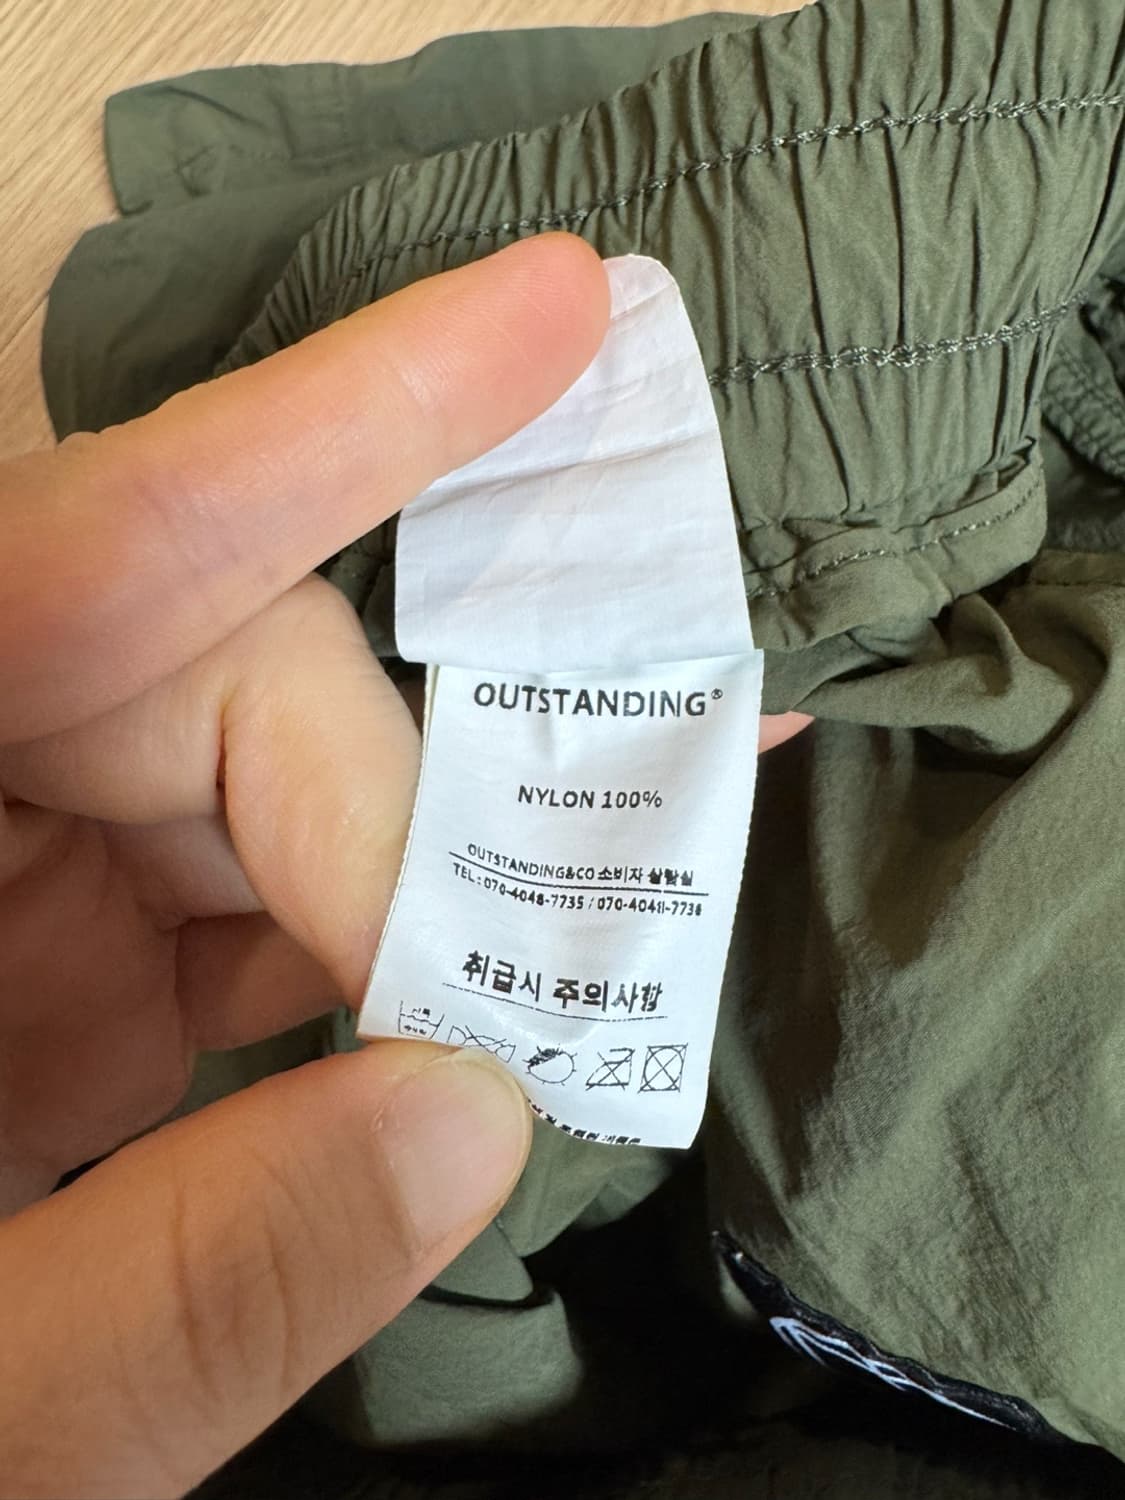 OUTSTANDING®
NYLON 100%
OUTSTANDING&CO 소비자 상담실
TEL : 070-4048-7735 / 070-4048-7736
취급시 주의사항